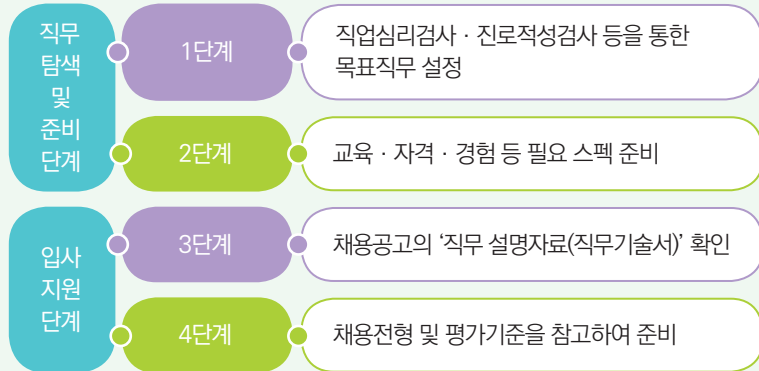 직무
탐색
및
준비
단계
1단계
직업심리검사 · 진로적성검사 등을 통한
목표직무 설정
2단계
교육 · 자격 · 경험 등 필요 스펙 준비
입사
지원
단계
3단계
채용공고의 ‘직무 설명자료(직무기술서)’ 확인
4단계
채용전형 및 평가기준을 참고하여 준비